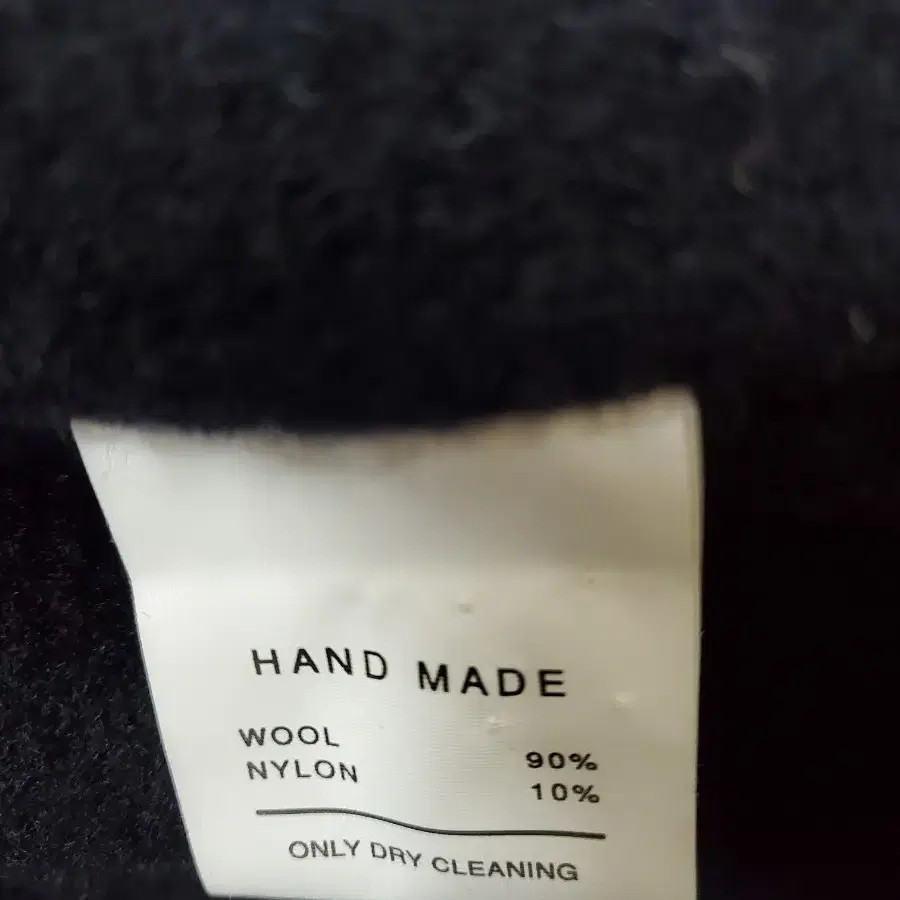 HAND MADE
WOOL 90%
NYLON 10%
ONLY DRY CLEANING